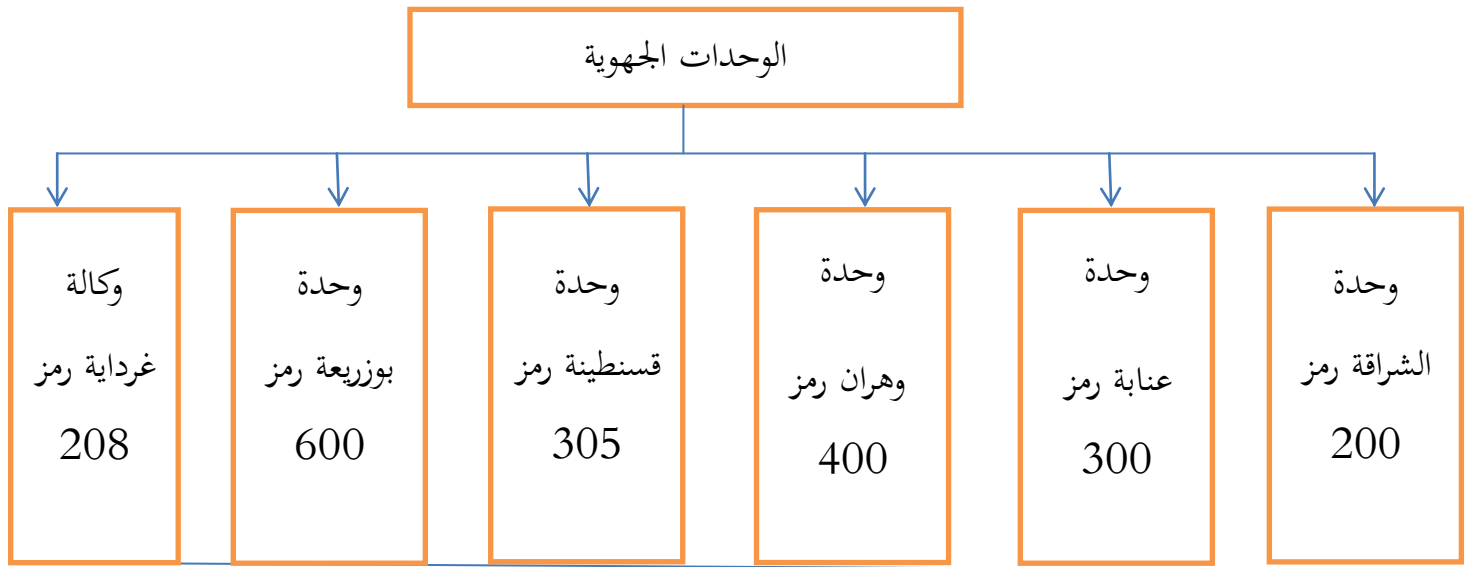 الوحدات الجهوية
وحدة
الشراقة رمز
200
وحدة
عنابة رمز
300
وحدة
وهران رمز
400
وحدة
قسنطينة رمز
305
وحدة
بوزريعة رمز
600
وكالة
غرداية رمز
208